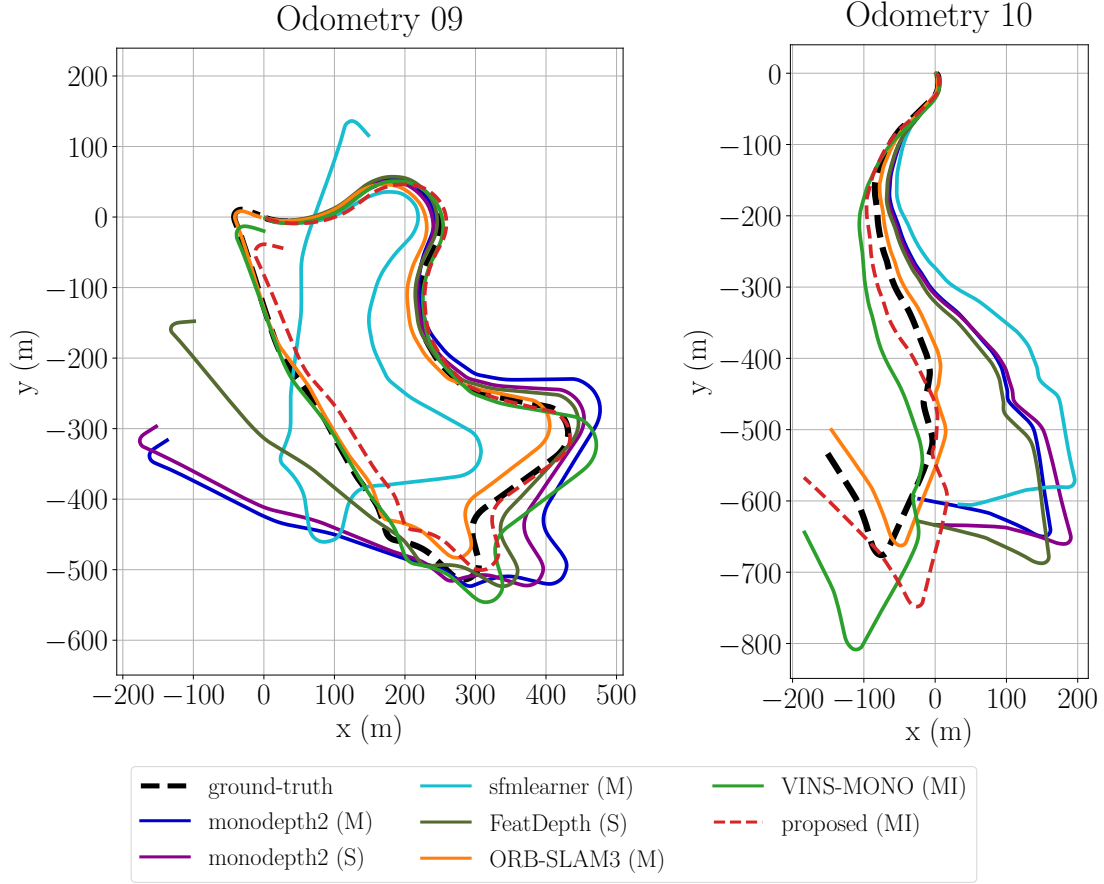 Odometry 09
200
100
0
−100
−200
−300
−400
−500
−600
y (m)
−200 −100 0 100 200 300 400 500
x (m)
Odometry 10
0
−100
−200
−300
−400
−500
−600
−700
−800
y (m)
−200 −100 0 100 200
x (m)
ground-truth
monodepth2 (M)
monodepth2 (S)
sfmlearner (M)
FeatDepth (S)
ORB-SLAM3 (M)
VINS-MONO (MI)
proposed (MI)